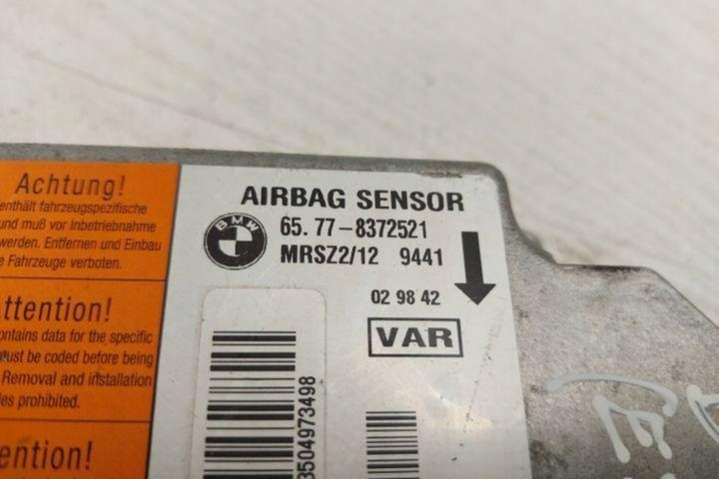 Achtung!
enthält fahrzeugspezifische
und muß vor Inbetriebnahme
werden. Entfernen und Einbau
e Fahrzeuge verboten.
ttention!
ontains data for the specific
must be coded before being
Removal and installation
les prohibited.
ention!
AIRBAG SENSOR
BMW
65. 77-8372521
MRSZ2/12 9441
02 98 42
VAR
3504973498